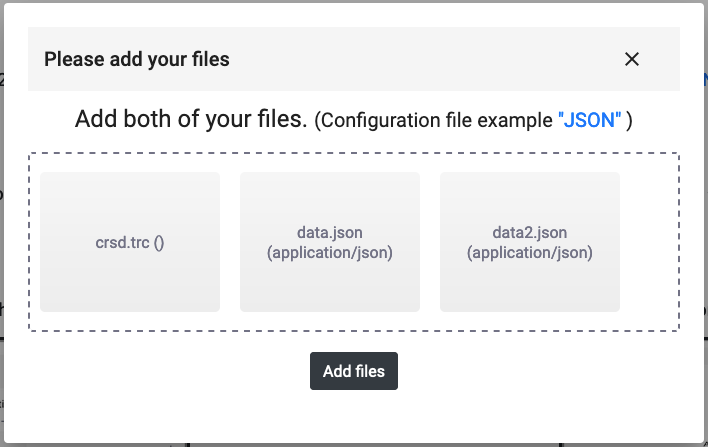 Please add your files
Add both of your files. (Configuration file example "JSON" )
crsd.trc ()
data.json
(application/json)
data2.json
(application/json)
Add files